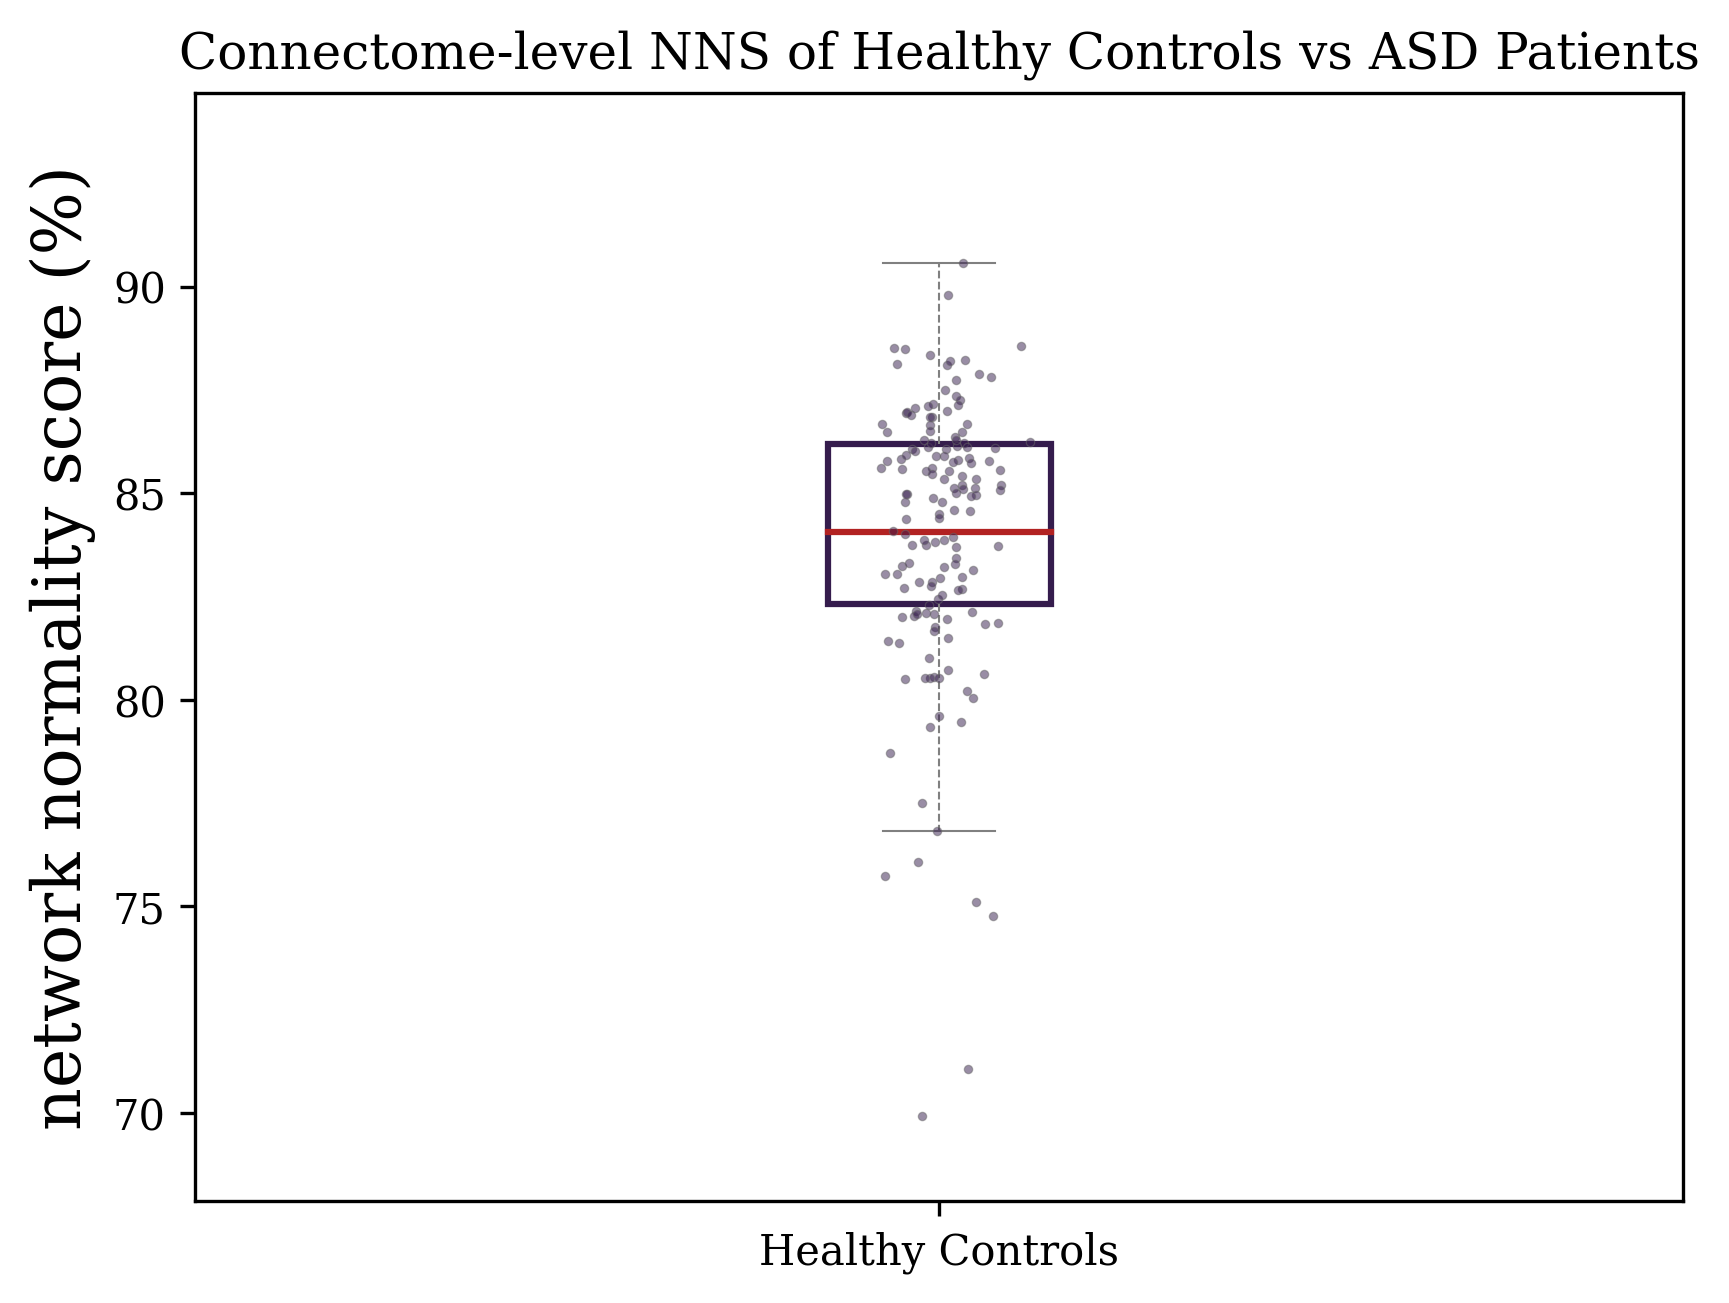 Connectome-level NNS of Healthy Controls vs ASD Patients
network normality score (%)
90
85
80
75
70
Healthy Controls